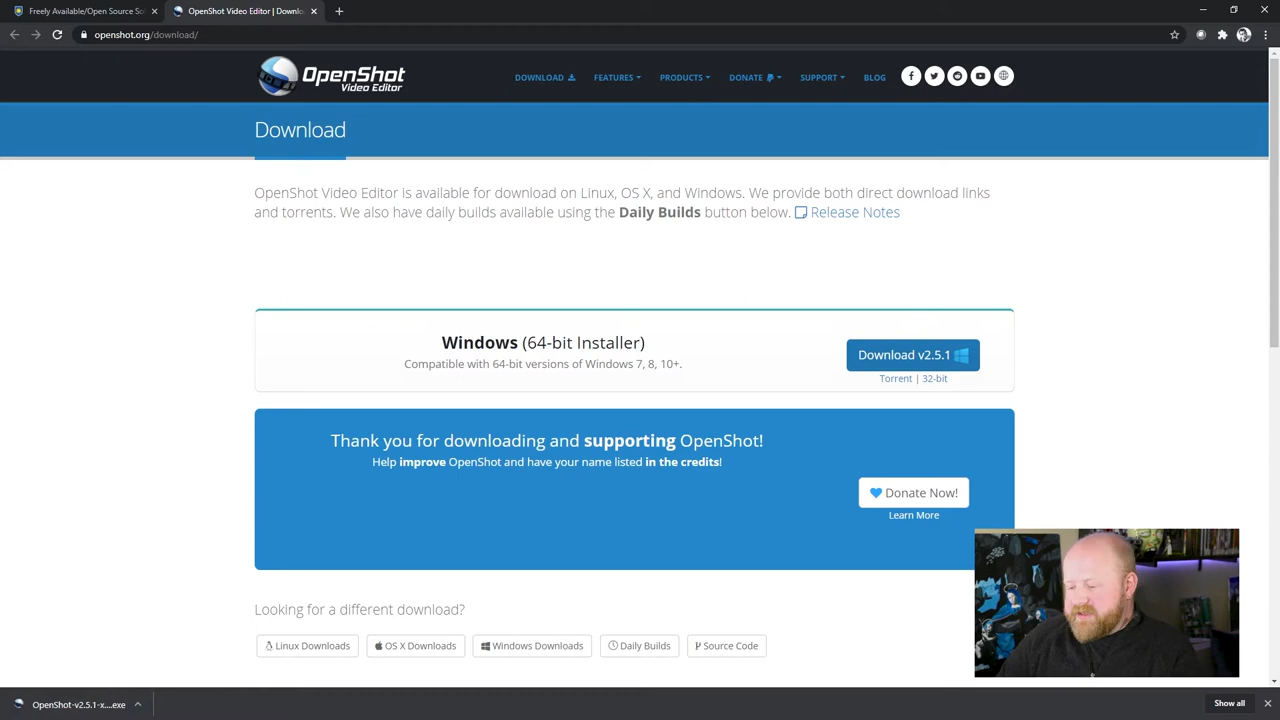 Freely Available/Open Source So
OpenShot Video Editor | Downlo
openshot.org/download/
OpenShot
Video Editor
DOWNLOAD
FEATURES
PRODUCTS
DONATE
SUPPORT
BLOG
Download
OpenShot Video Editor is available for download on Linux, OS X, and Windows. We provide both direct download links
and torrents. We also have daily builds available using the Daily Builds button below. Release Notes
Windows (64-bit Installer)
Compatible with 64-bit versions of Windows 7, 8, 10+.
Download v2.5.1
Torrent | 32-bit
Thank you for downloading and supporting OpenShot!
Help improve OpenShot and have your name listed in the credits!
Donate Now!
Learn More
Looking for a different download?
Linux Downloads
OS X Downloads
Windows Downloads
Daily Builds
Source Code
OpenShot-v2.5.1-x....exe
Show all